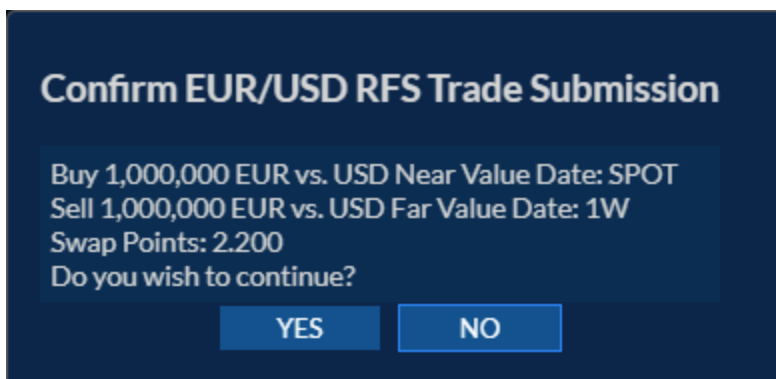 Confirm EUR/USD RFS Trade Submission
Buy 1,000,000 EUR vs. USD Near Value Date: SPOT
Sell 1,000,000 EUR vs. USD Far Value Date: 1W
Swap Points: 2.200
Do you wish to continue?
YES NO